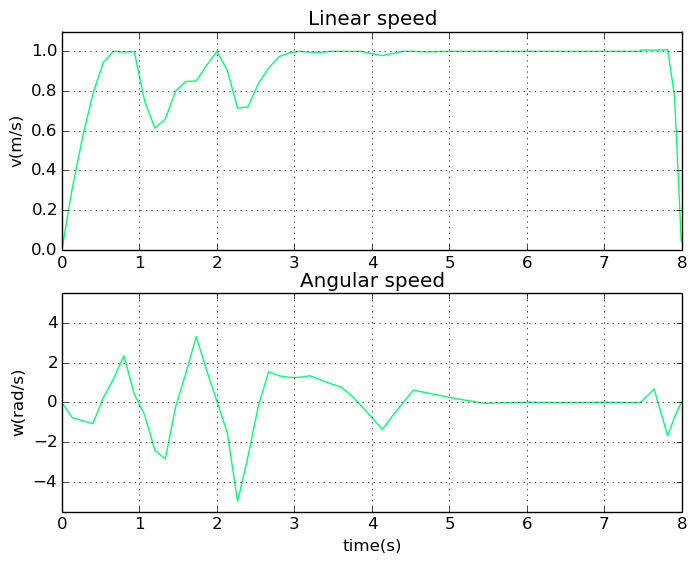 Linear speed
1.0
0.8
0.6
0.4
0.2
0.0
v(m/s)
0 1 2 3 4 5 6 7 8
Angular speed
4
2
0
−2
−4
w(rad/s)
0 1 2 3 4 5 6 7 8
time(s)